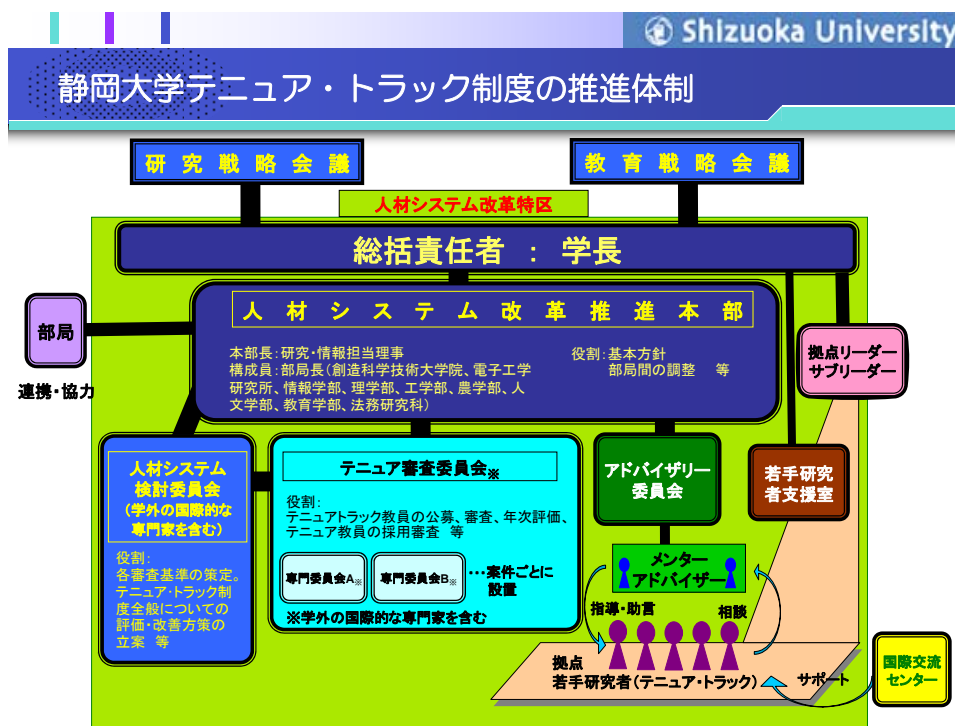 Shizuoka University
静岡大学テニュア・トラック制度の推進体制
研究戦略会議
教育戦略会議
人材システム改革特区
総括責任者 : 学長
人材システム改革推進本部
本部長:研究・情報担当理事
構成員:部局長(創造科学技術大学院、電子工学
研究所、情報学部、理学部、工学部、農学部、人
文学部、教育学部、法務研究科)
役割:基本方針
部局間の調整 等
部局
連携・協力
拠点リーダー
サブリーダー
人材システム
検討委員会
(学外の国際的な
専門家を含む)
役割:
各審査基準の策定。
テニュア・トラック制
度全般についての
評価・改善方策の
立案 等
テニュア審査委員会※
役割:
テニュアトラック教員の公募、審査、年次評価、
テニュア教員の採用審査 等
専門委員会A※
専門委員会B※
・・・案件ごとに
設置
※学外の国際的な専門家を含む
アドバイザリー
委員会
若手研究
者支援室
メンター
アドバイザー
指導・助言
相談
拠点
若手研究者(テニュア・トラック)
サポート
国際交流
センター